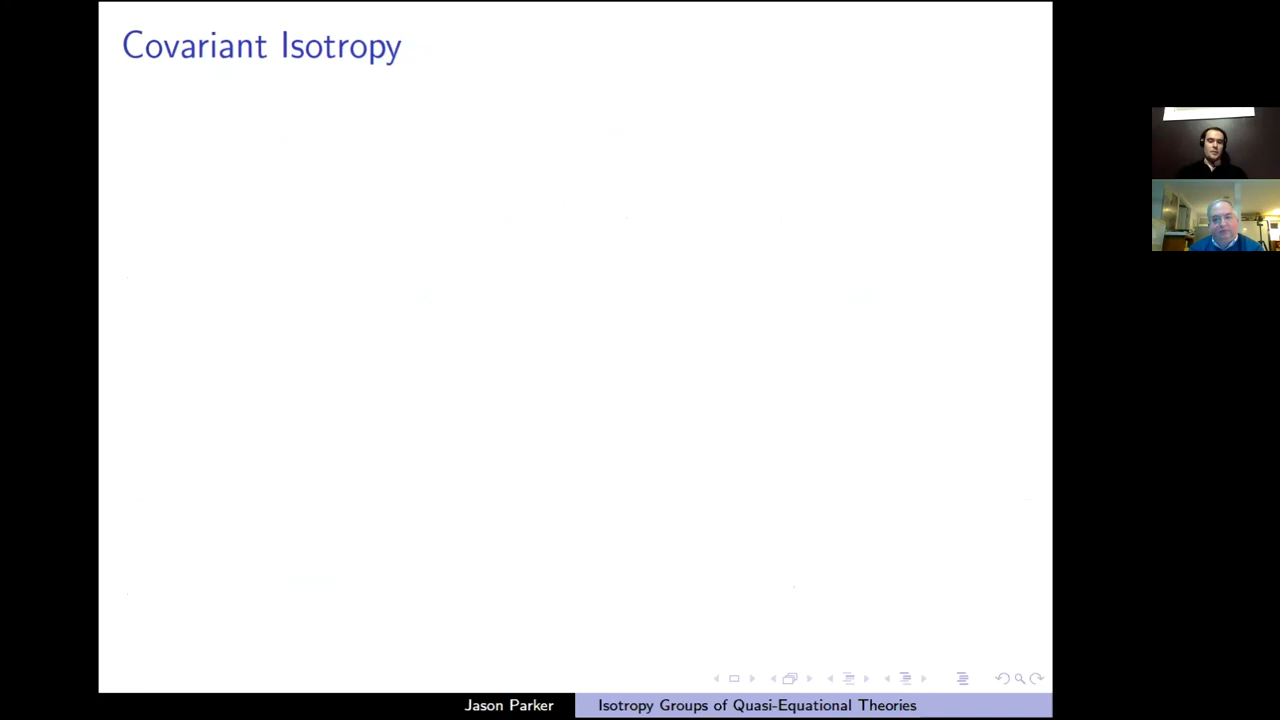 Covariant Isotropy
Jason Parker
Isotropy Groups of Quasi-Equational Theories